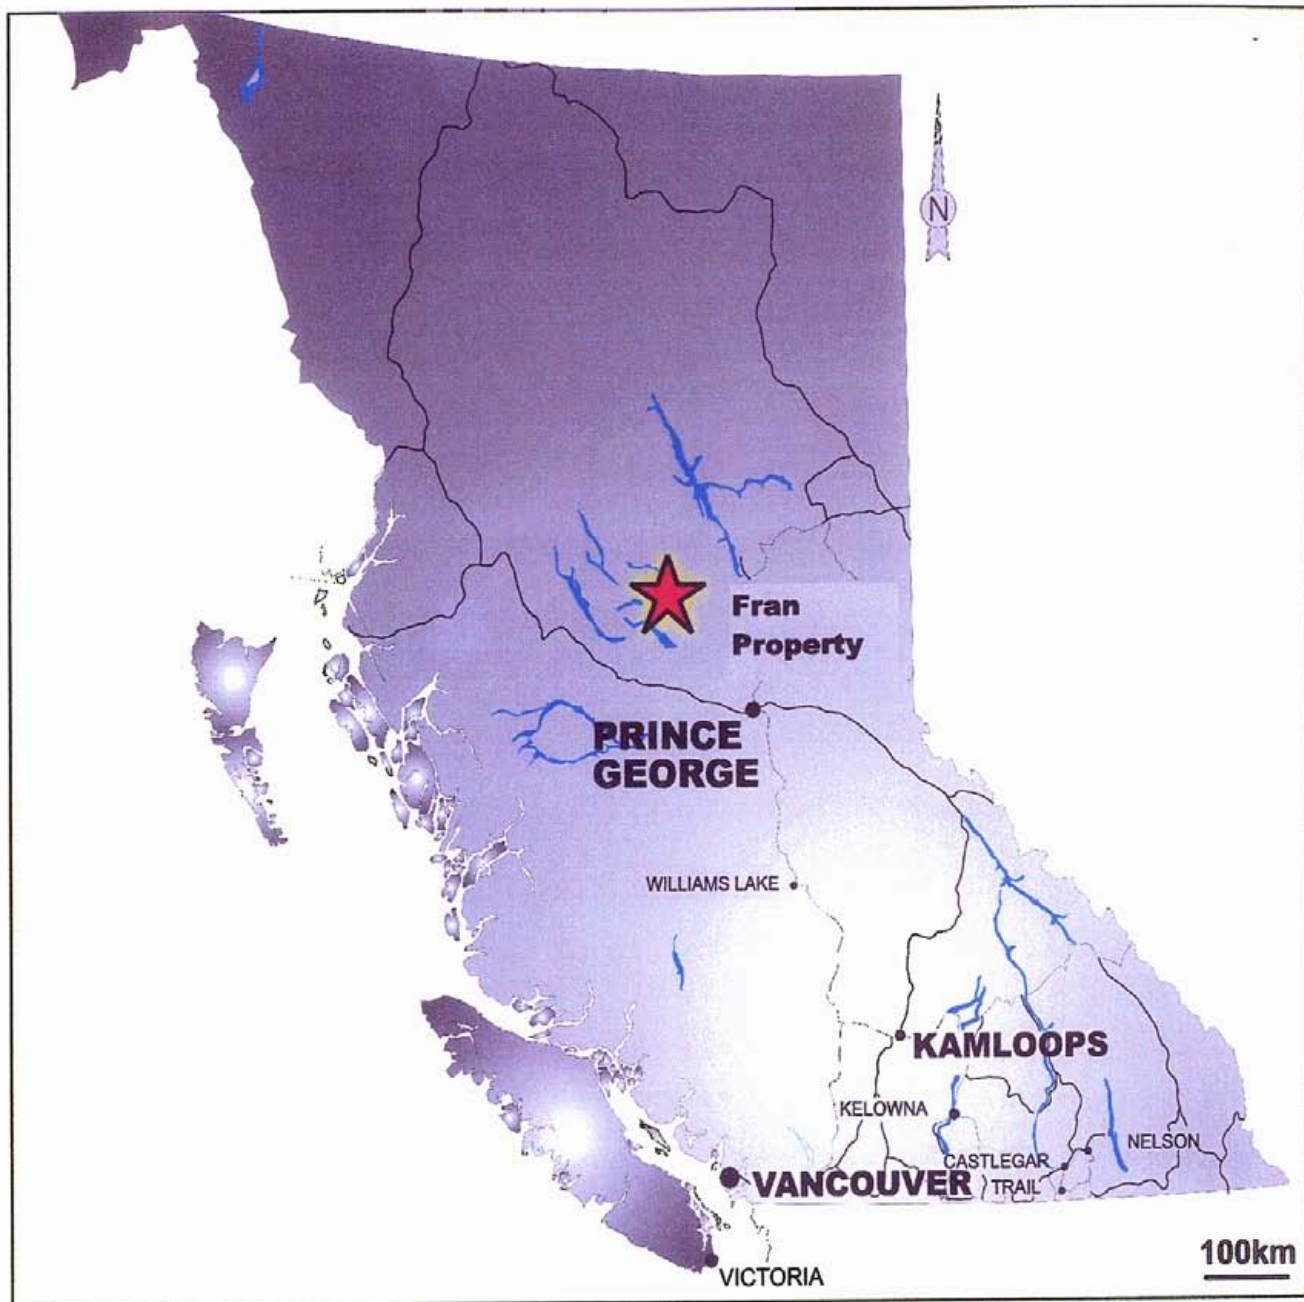 N
Fran
Property
PRINCE
GEORGE
WILLIAMS LAKE
KAMLOOPS
KELOWNA
NELSON
CASTLEGAR
TRAIL
VANCOUVER
100km
VICTORIA